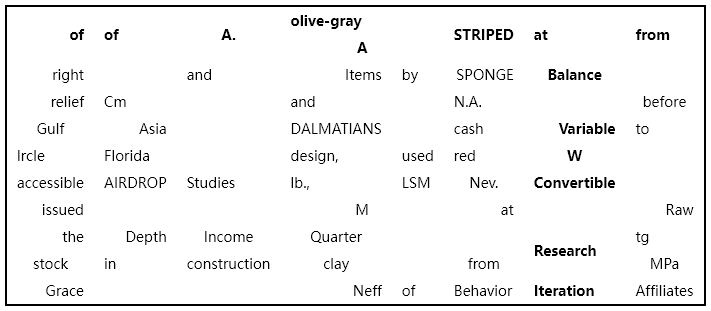 of of A. olive-gray A STRIPED at from
right and Items by SPONGE Balance
relief Cm and N.A. before
Gulf Asia DALMATIANS cash Variable to
Ircle Florida design, used red W
accessible AIRDROP Studies lb., LSM Nev. Convertible
issued M at Raw
the Depth Income Quarter Research tg
stock in construction clay from MPa
Grace Neff of Behavior Iteration Affiliates